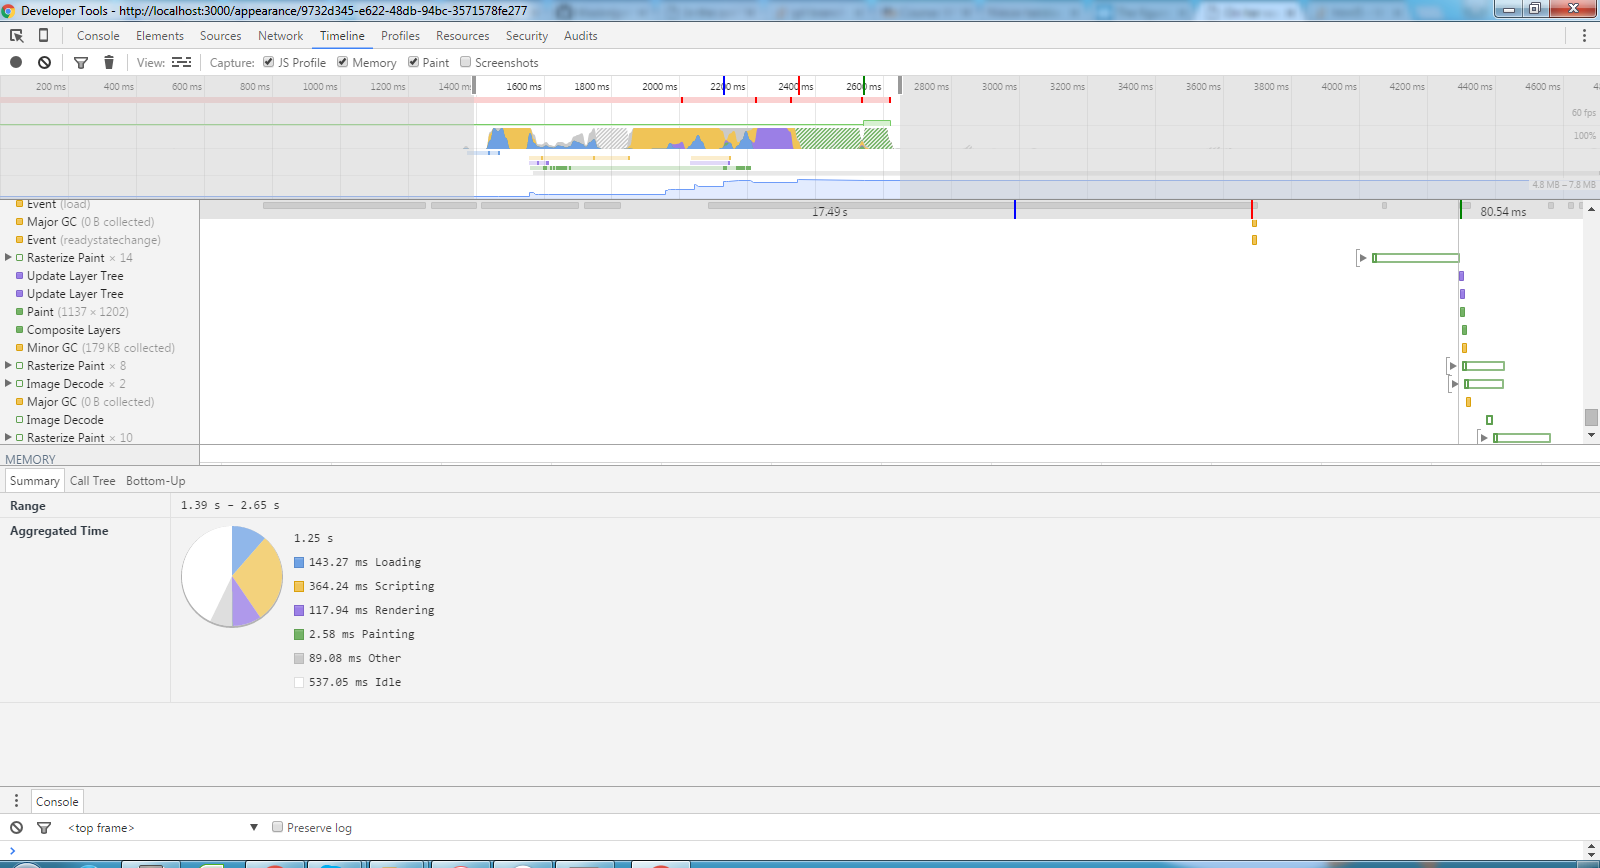 Developer Tools - http://localhost:3000/appearance/9732d345-e622-48db-94bc-3571578fe277
Console Elements Sources Network Timeline Profiles Resources Security Audits
View: Capture: JS Profile Memory Paint Screenshots
200 ms 400 ms 600 ms 800 ms 1000 ms 1200 ms 1400 1600 ms 1800 ms 2000 ms 2200 ms 2400 ms 2600 ms 2800 ms 3000 ms 3200 ms 3400 ms 3600 ms 3800 ms 4000 ms 4200 ms 4400 ms 4600 ms
60 fps
100%
4.8 MB – 7.8 MB
Event (load)
17.49 s 80.54 ms
Major GC (0 B collected)
Event (readystatechange)
Rasterize Paint × 14
Update Layer Tree
Update Layer Tree
Paint (1137 × 1202)
Composite Layers
Minor GC (179 KB collected)
Rasterize Paint × 8
Image Decode × 2
Major GC (0 B collected)
Image Decode
Rasterize Paint × 10
MEMORY
Summary Call Tree Bottom-Up
Range 1.39 s – 2.65 s
Aggregated Time
1.25 s
143.27 ms Loading
364.24 ms Scripting
117.94 ms Rendering
2.58 ms Painting
89.08 ms Other
537.05 ms Idle
Console
<top frame> ▼ Preserve log